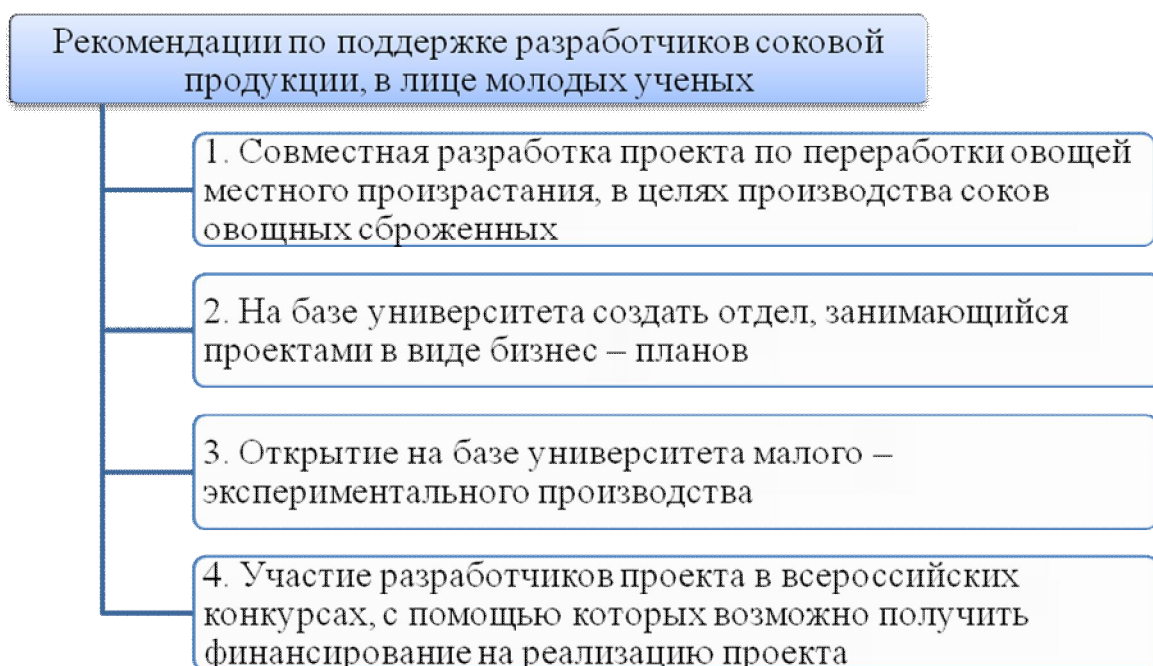 Рекомендации по поддержке разработчиков соковой
продукции, в лице молодых ученых
1. Совместная разработка проекта по переработки овощей
местного произрастания, в целях производства соков
овощных сброженных
2. На базе университета создать отдел, занимающийся
проектами в виде бизнес – планов
3. Открытие на базе университета малого –
экспериментального производства
4. Участие разработчиков проекта в всероссийских
конкурсах, с помощью которых возможно получить
финансирование на реализацию проекта